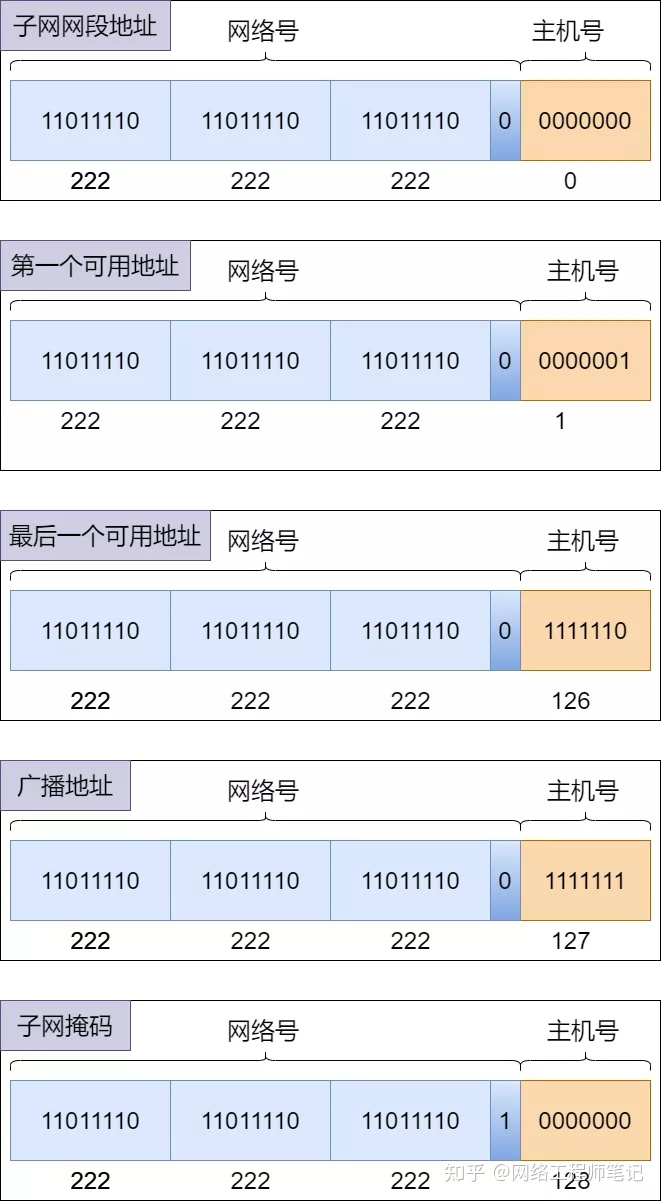 子网网段地址 网络号 主机号
11011110 11011110 11011110 0 0000000
222 222 222 0
第一个可用地址 网络号 主机号
11011110 11011110 11011110 0 0000001
222 222 222 1
最后一个可用地址 网络号 主机号
11011110 11011110 11011110 0 1111110
222 222 222 126
广播地址 网络号 主机号
11011110 11011110 11011110 0 1111111
222 222 222 127
子网掩码 网络号 主机号
11011110 11011110 11011110 1 0000000
222 222 222 128
知乎 @网络工程师笔记